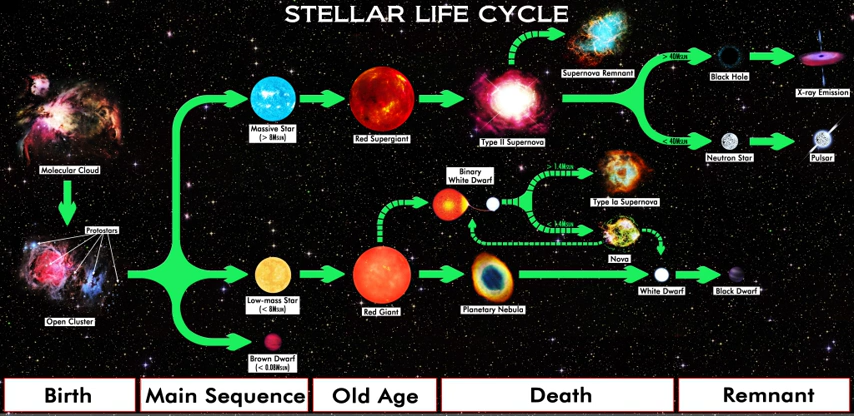 STELLAR LIFE CYCLE
Molecular Cloud
Protostars
Open Cluster
Massive Star
(> 8MSUN)
Red Supergiant
Type II Supernova
Supernova Remnant
> 40MSUN
Black Hole
X-ray Emission
< 40MSUN
Neutron Star
Pulsar
Low-mass Star
(< 8MSUN)
Red Giant
Binary
White Dwarf
> 1.4MSUN
Type Ia Supernova
< 1.4MSUN
Nova
Planetary Nebula
White Dwarf
Black Dwarf
Brown Dwarf
(< 0.08MSUN)
Birth
Main Sequence
Old Age
Death
Remnant